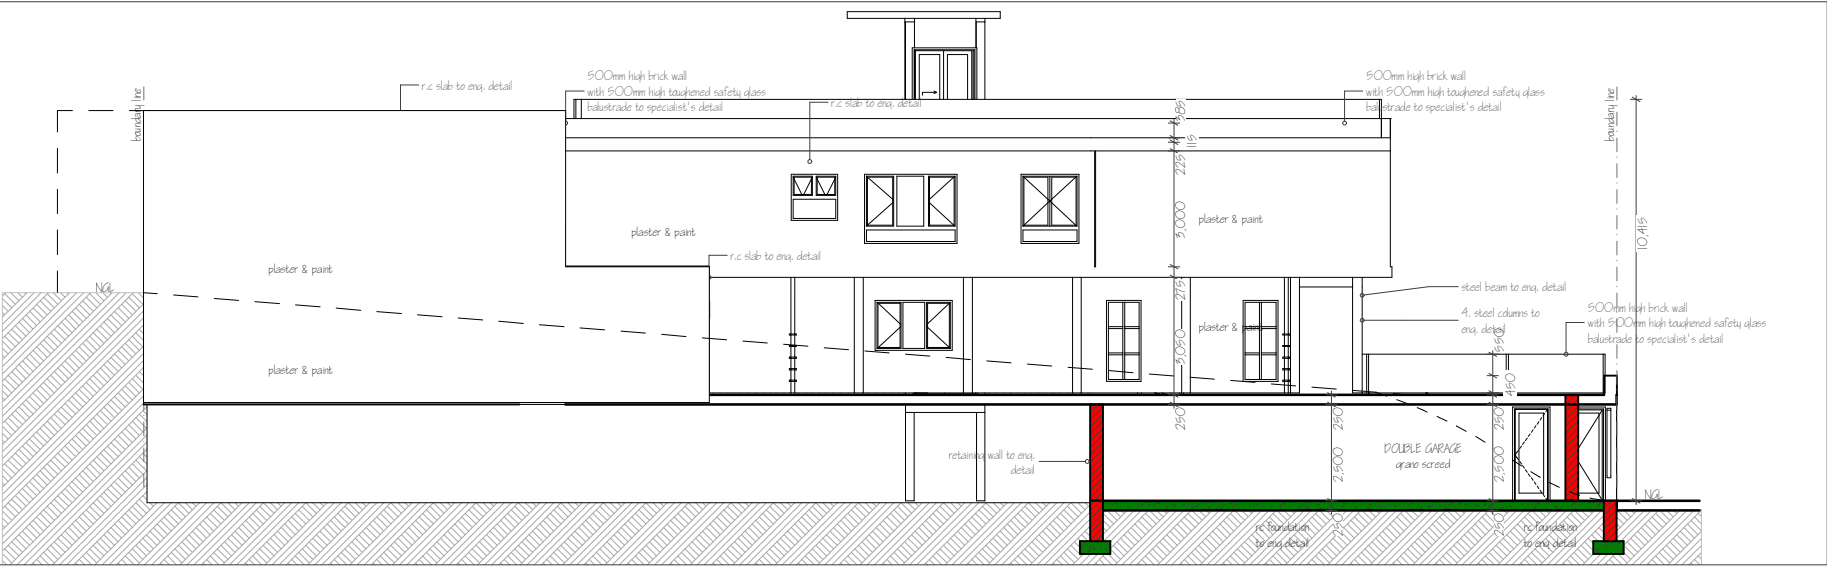 500mm high brick wall
with 500mm high toughened safety glass
balustrade to specialist's detail
500mm high brick wall
with 500mm high toughened safety glass
balustrade to specialist's detail
r.c slab to eng. detail
r.c slab to eng. detail
boundary line
boundary line
385
115
225
3,000
plaster & paint
plaster & paint
10,415
r.c slab to eng. detail
plaster & paint
NGL
275
steel beam to eng. detail
4. steel columns to
eng. detail
500mm high brick wall
with 500mm high toughened safety glass
balustrade to specialist's detail
plaster & paint
3,050
550
plaster & paint
450
250
250
250
retaining wall to eng.
detail
2,500
DOUBLE GARAGE
grano screed
2,500
NGL
250
250
rc foundation
to eng.detail
rc foundation
to eng.detail